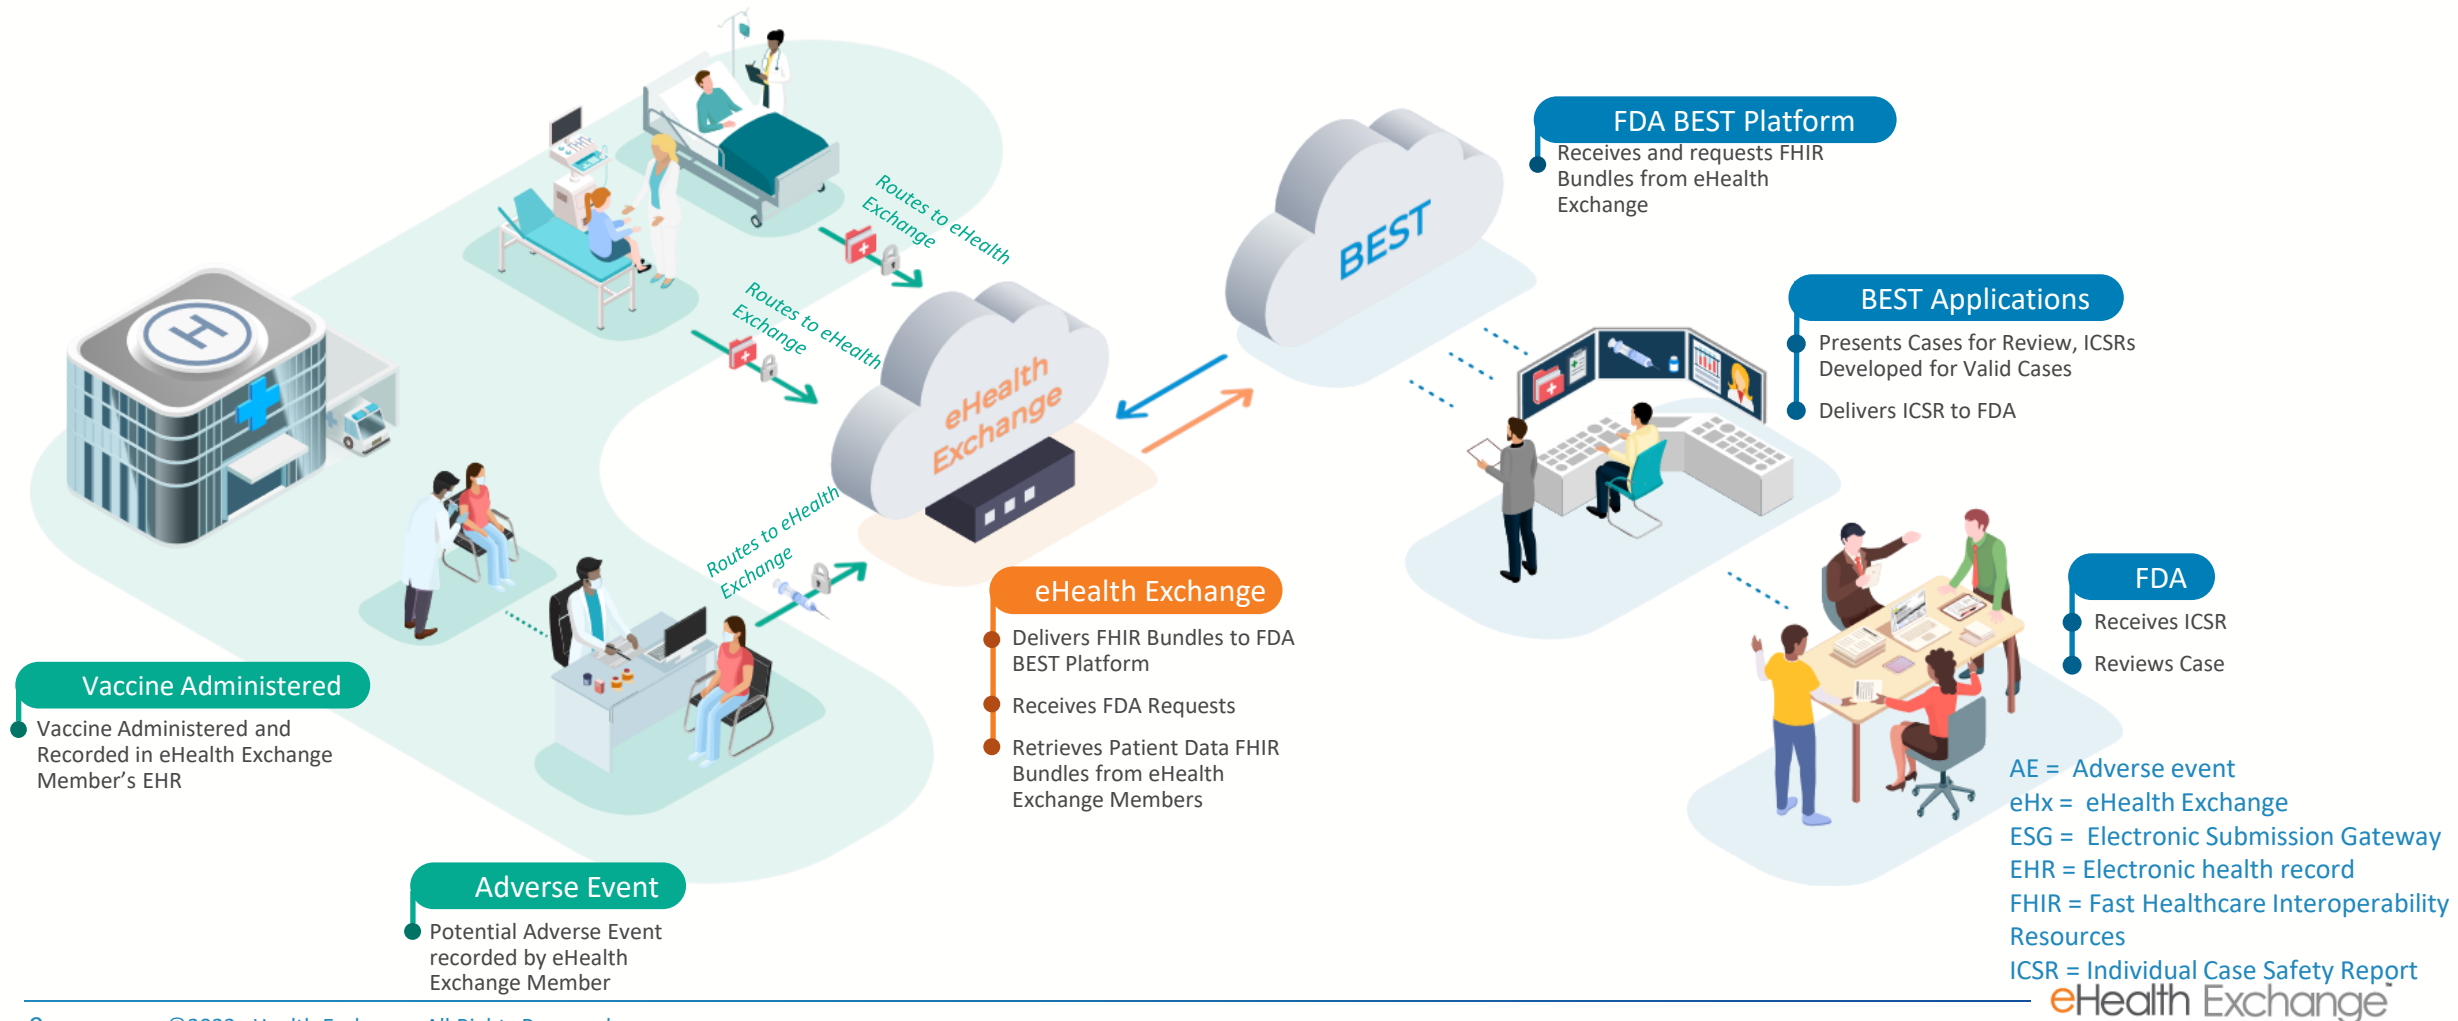 Routes to eHealth
Exchange
Routes to eHealth
Exchange
Routes to eHealth
Exchange
eHealth
Exchange
BEST
FDA BEST Platform
Receives and requests FHIR
Bundles from eHealth
Exchange
BEST Applications
Presents Cases for Review, ICSRs
Developed for Valid Cases
Delivers ICSR to FDA
FDA
Receives ICSR
Reviews Case
eHealth Exchange
Delivers FHIR Bundles to FDA
BEST Platform
Receives FDA Requests
Retrieves Patient Data FHIR
Bundles from eHealth
Exchange Members
Vaccine Administered
Vaccine Administered and
Recorded in eHealth Exchange
Member’s EHR
Adverse Event
Potential Adverse Event
recorded by eHealth
Exchange Member
AE = Adverse event
eHx = eHealth Exchange
ESG = Electronic Submission Gateway
EHR = Electronic health record
FHIR = Fast Healthcare Interoperability
Resources
ICSR = Individual Case Safety Report
eHealth Exchange™
H